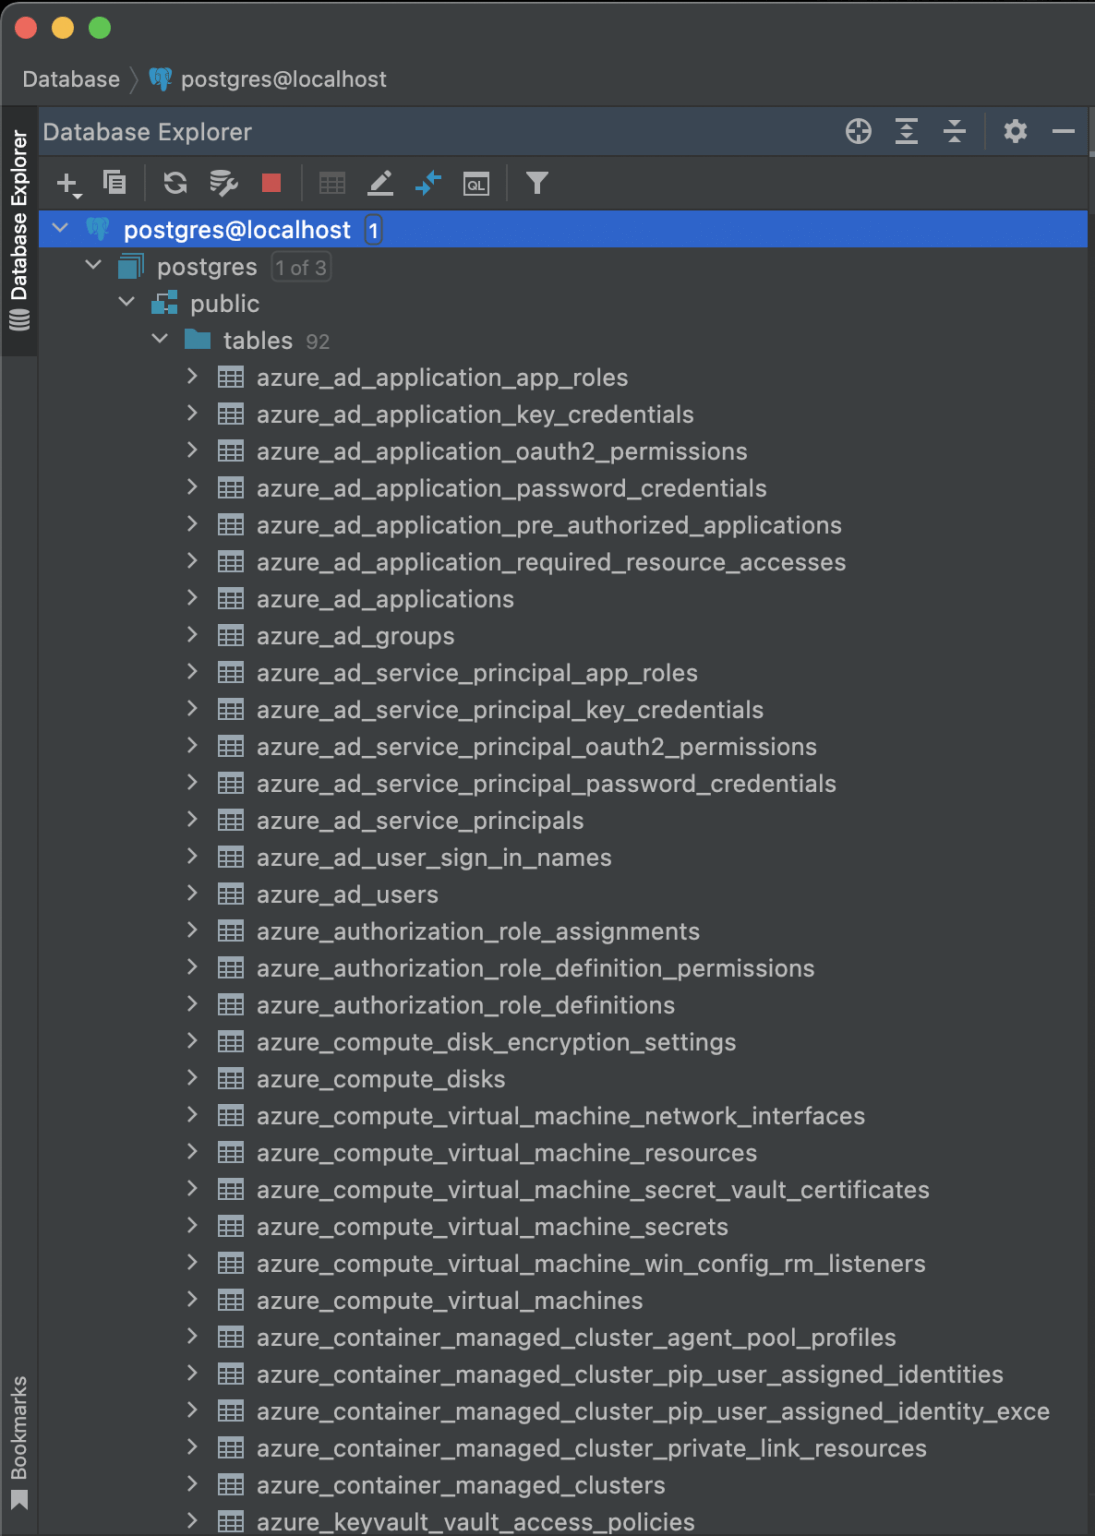 Database postgres@localhost
Database Explorer
Database Explorer
QL
postgres@localhost 1
postgres 1 of 3
public
tables 92
azure_ad_application_app_roles
azure_ad_application_key_credentials
azure_ad_application_oauth2_permissions
azure_ad_application_password_credentials
azure_ad_application_pre_authorized_applications
azure_ad_application_required_resource_accesses
azure_ad_applications
azure_ad_groups
azure_ad_service_principal_app_roles
azure_ad_service_principal_key_credentials
azure_ad_service_principal_oauth2_permissions
azure_ad_service_principal_password_credentials
azure_ad_service_principals
azure_ad_user_sign_in_names
azure_ad_users
azure_authorization_role_assignments
azure_authorization_role_definition_permissions
azure_authorization_role_definitions
azure_compute_disk_encryption_settings
azure_compute_disks
azure_compute_virtual_machine_network_interfaces
azure_compute_virtual_machine_resources
azure_compute_virtual_machine_secret_vault_certificates
azure_compute_virtual_machine_secrets
azure_compute_virtual_machine_win_config_rm_listeners
azure_compute_virtual_machines
azure_container_managed_cluster_agent_pool_profiles
azure_container_managed_cluster_pip_user_assigned_identities
azure_container_managed_cluster_pip_user_assigned_identity_exce
azure_container_managed_cluster_private_link_resources
azure_container_managed_clusters
azure_keyvault_vault_access_policies
Bookmarks